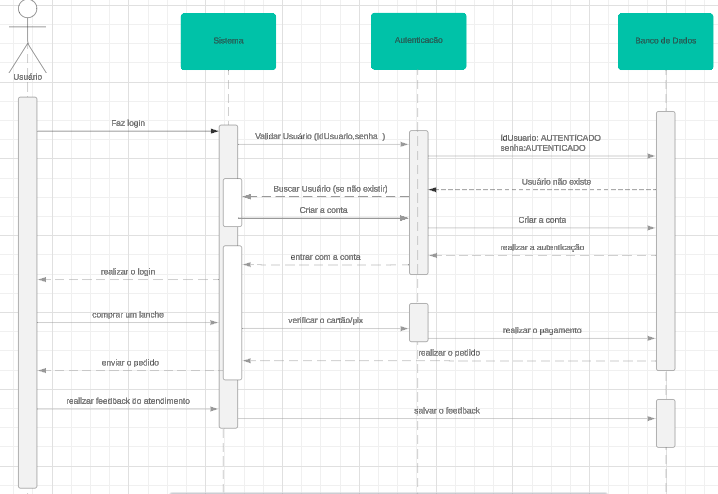 Sistema
Autenticacão
Banco de Dados
Usuário
Faz login
Validar Usuário (IdUsuario,senha )
IdUsuario: AUTENTICADO
senha:AUTENTICADO
Usuário não existe
Buscar Usuário (se não existir)
Criar a conta
Criar a conta
realizar a autenticação
entrar com a conta
realizar o login
comprar um lanche
verificar o cartão/pix
realizar o pagamento
realizar o pedido
enviar o pedido
realizar feedback do atendimento
salvar o feedback